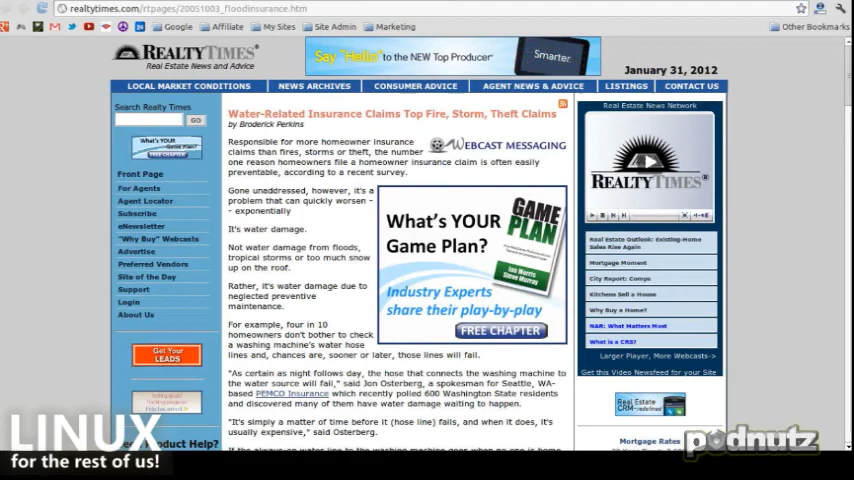 realtytimes.com/rtpages/20051003_floodinsurance.htm
Google Affiliate My Sites Site Admin Marketing Other Bookmarks
REALTYTIMES®
Real Estate News and Advice
Say "Hello" to the NEW Top Producer® Smarter.
January 31, 2012
LOCAL MARKET CONDITIONS NEWS ARCHIVES CONSUMER ADVICE AGENT NEWS & ADVICE LISTINGS CONTACT US
Search Realty Times
GO
What's YOUR
Game Plan?
FREE CHAPTER
Front Page
For Agents
Agent Locator
Subscribe
eNewsletter
"Why Buy" Webcasts
Advertise
Preferred Vendors
Site of the Day
Support
Login
About Us
Get Your
LEADS
Product Help?
Water-Related Insurance Claims Top Fire, Storm, Theft Claims
by Broderick Perkins
WEBCAST MESSAGING
Responsible for more homeowner insurance
claims than fires, storms or theft, the number
one reason homeowners file a homeowner insurance claim is often easily
preventable, according to a recent survey.
Gone unaddressed, however, it's a
problem that can quickly worsen -
- exponentially
It's water damage.
Not water damage from floods,
tropical storms or too much snow
up on the roof.
Rather, it's water damage due to
neglected preventive
maintenance.
For example, four in 10
homeowners don't bother to check
a washing machine's water hose
lines and, chances are, sooner or later, those lines will fail.
"As certain as night follows day, the hose that connects the washing machine to
the water source will fail," said Jon Osterberg, a spokesman for Seattle, WA-
based PEMCO Insurance which recently polled 600 Washington State residents
and discovered many of them have water damage waiting to happen.
"It's simply a matter of time before it (hose line) fails, and when it does, it's
usually expensive," said Osterberg.
If the always-on water line to the washing machine goes when no one is home
What's YOUR
Game Plan?
GAME
PLAN
Industry Experts
share their play-by-play
FREE CHAPTER
Real Estate News Network
REALTYTIMES®
Real Estate Outlook: Existing-Home
Sales Rise Again
Mortgage Moment
City Report: Comps
Kitchens Sell a House
Why Buy a Home?
NAR: What Matters Most
What is a CRS?
Larger Player, More Webcasts->
Get this Video Newsfeed for your Site
Real Estate
CRM-redefined
Mortgage Rates
LINUX
for the rest of us!
podnutz